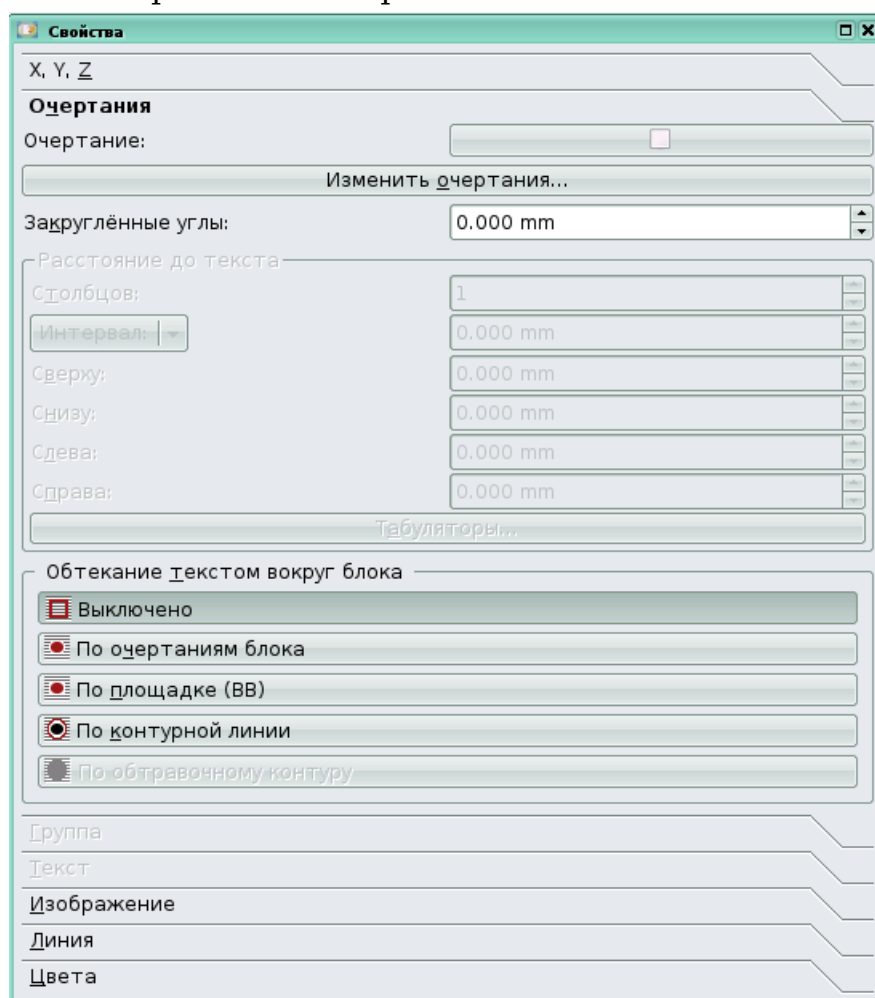 Свойства
X, Y, Z
Очертания
Очертание:
Изменить очертания...
Закруглённые углы: 0.000 mm
Расстояние до текста
Столбцов: 1
Интервал: 0.000 mm
Сверху: 0.000 mm
Снизу: 0.000 mm
Слева: 0.000 mm
Справа: 0.000 mm
Табуляторы...
Обтекание текстом вокруг блока
Выключено
По очертаниям блока
По площадке (BB)
По контурной линии
По обтравочному контуру
Группа
Текст
Изображение
Линия
Цвета